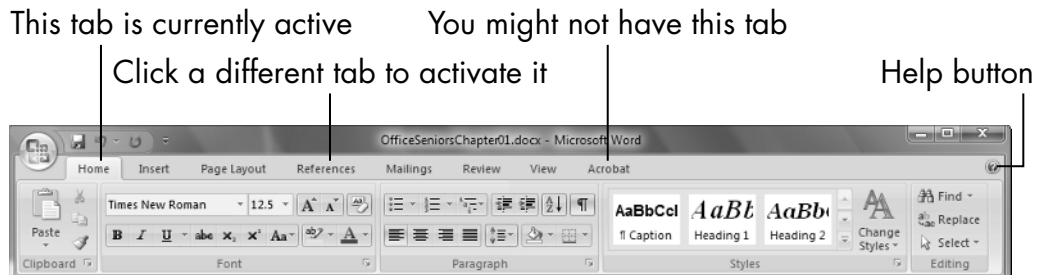 This tab is currently active You might not have this tab
Click a different tab to activate it Help button
OfficeSeniorsChapter01.docx - Microsoft Word
Home Insert Page Layout References Mailings Review View Acrobat
Times New Roman 12.5 A A Find
AaBbCcI AaBb AaBb Replace
Paste B I U abc X₂ X² Aa A ¶ Caption Heading 1 Heading 2 Change Styles Select
Clipboard Font Paragraph Styles Editing